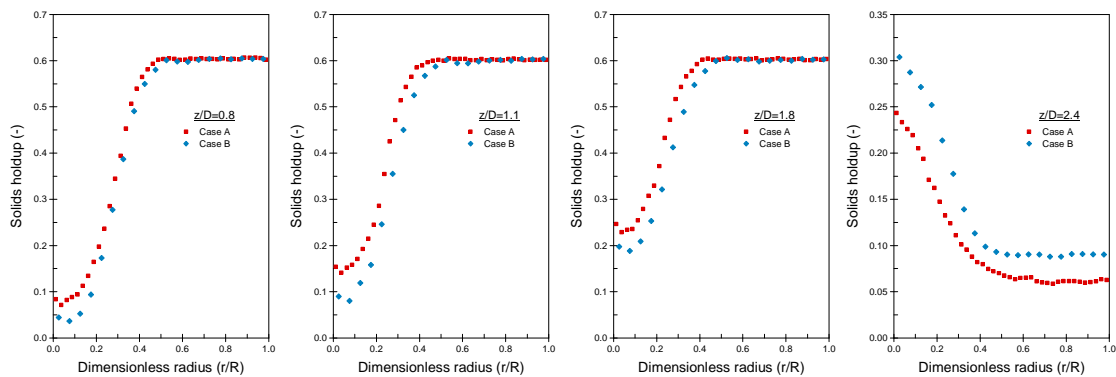 Solids holdup (-)
0.7
0.6
0.5
0.4
0.3
0.2
0.1
0.0
z/D=0.8
Case A
Case B
0.0 0.2 0.4 0.6 0.8 1.0
Dimensionless radius (r/R)
Solids holdup (-)
0.7
0.6
0.5
0.4
0.3
0.2
0.1
0.0
z/D=1.1
Case A
Case B
0.0 0.2 0.4 0.6 0.8 1.0
Dimensionless radius (r/R)
Solids holdup (-)
0.7
0.6
0.5
0.4
0.3
0.2
0.1
0.0
z/D=1.8
Case A
Case B
0.0 0.2 0.4 0.6 0.8 1.0
Dimensionless radius (r/R)
Solids holdup (-)
0.35
0.30
0.25
0.20
0.15
0.10
0.05
0.00
z/D=2.4
Case A
Case B
0.0 0.2 0.4 0.6 0.8 1.0
Dimensionless radius (r/R)